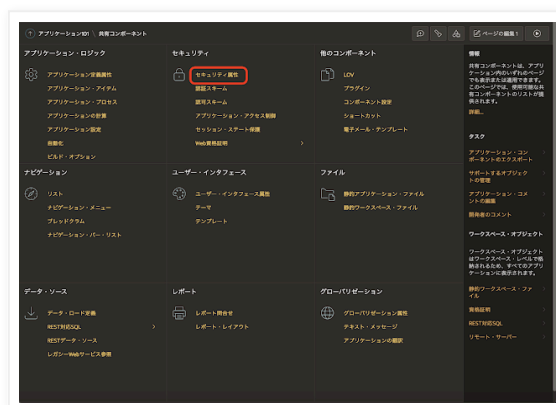 アプリケーション101 \ 共有コンポーネント
ページの編集1
アプリケーション・ロジック
アプリケーション定義属性
アプリケーション・アイテム
アプリケーション・プロセス
アプリケーションの計算
アプリケーション設定
自動化
ビルド・オプション
セキュリティ
セキュリティ属性
認証スキーム
認可スキーム
アプリケーション・アクセス制御
セッション・ステート保護
Web資格証明
他のコンポーネント
LOV
プラグイン
コンポーネント設定
ショートカット
電子メール・テンプレート
ナビゲーション
リスト
ナビゲーション・メニュー
ブレッドクラム
ナビゲーション・バー・リスト
ユーザー・インタフェース
ユーザー・インタフェース属性
テーマ
テンプレート
ファイル
静的アプリケーション・ファイル
静的ワークスペース・ファイル
データ・ソース
データ・ロード定義
REST対応SQL
RESTデータ・ソース
レガシーWebサービス参照
レポート
レポート問合せ
レポート・レイアウト
グローバリゼーション
グローバリゼーション属性
テキスト・メッセージ
アプリケーションの翻訳
情報
共有コンポーネントは、アプリ
ケーション内のいずれのページ
でも表示または適用できます。
このページでは、使用可能な共
有コンポーネントのリストが提
供されます。
詳細...
タスク
アプリケーション・コン
ポーネントのエクスポート
サポートするオブジェク
トの管理
アプリケーション・コメ
ントの編集
開発者のコメント
ワークスペース・オブジェクト
ワークスペース・オブジェクト
はワークスペース・レベルで格
納されるため、すべてのアプリ
ケーションに表示されます。
静的ワークスペース・ファ
イル
資格証明
REST対応SQL
リモート・サーバー